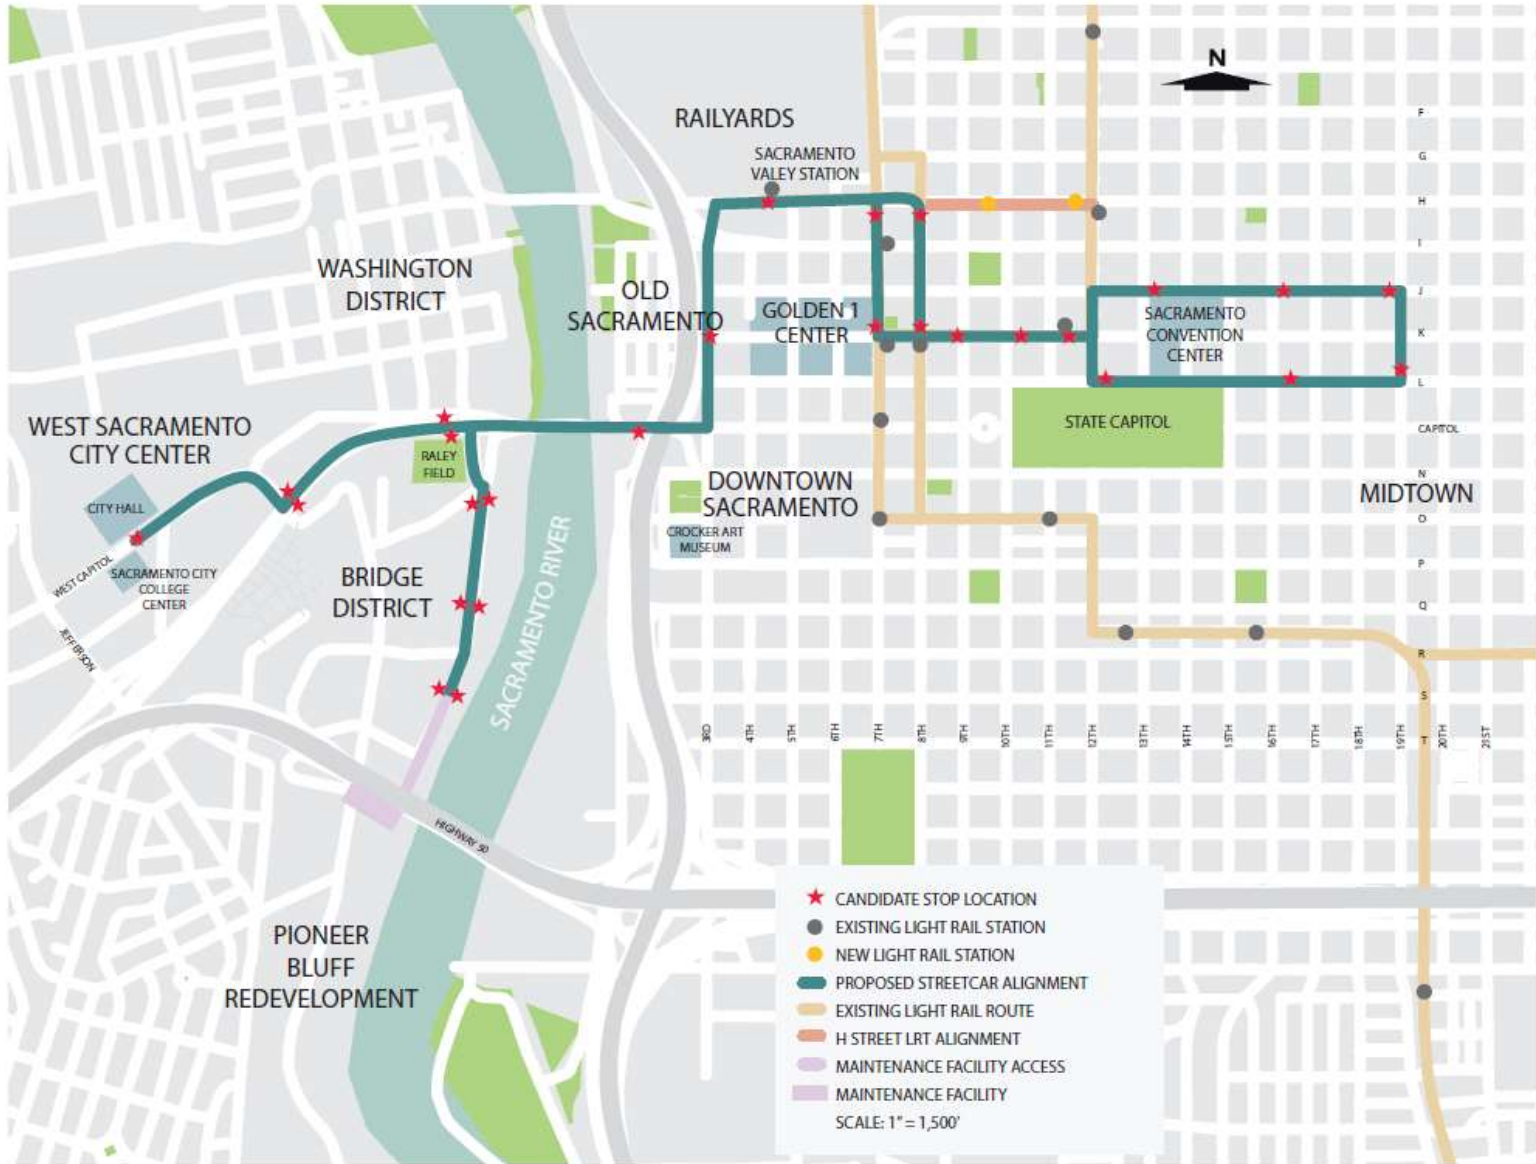 N
RAILYARDS
SACRAMENTO
VALEY STATION
WASHINGTON
DISTRICT
OLD
SACRAMENTO
GOLDEN 1
CENTER
SACRAMENTO
CONVENTION
CENTER
STATE CAPITOL
WEST SACRAMENTO
CITY CENTER
CITY HALL
RALEY
FIELD
DOWNTOWN
SACRAMENTO
MIDTOWN
CROCKER ART
MUSEUM
WEST CAPITOL
SACRAMENTO CITY
COLLEGE
CENTER
JEFFERSON
BRIDGE
DISTRICT
SACRAMENTO RIVER
HIGHWAY 50
PIONEER
BLUFF
REDEVELOPMENT
F
G
H
I
J
K
L
CAPITOL
N
O
P
Q
R
S
T
3RD
4TH
5TH
6TH
7TH
8TH
9TH
10TH
11TH
12TH
13TH
14TH
15TH
16TH
17TH
18TH
19TH
20TH
21ST
CANDIDATE STOP LOCATION
EXISTING LIGHT RAIL STATION
NEW LIGHT RAIL STATION
PROPOSED STREETCAR ALIGNMENT
EXISTING LIGHT RAIL ROUTE
H STREET LRT ALIGNMENT
MAINTENANCE FACILITY ACCESS
MAINTENANCE FACILITY
SCALE: 1" = 1,500'